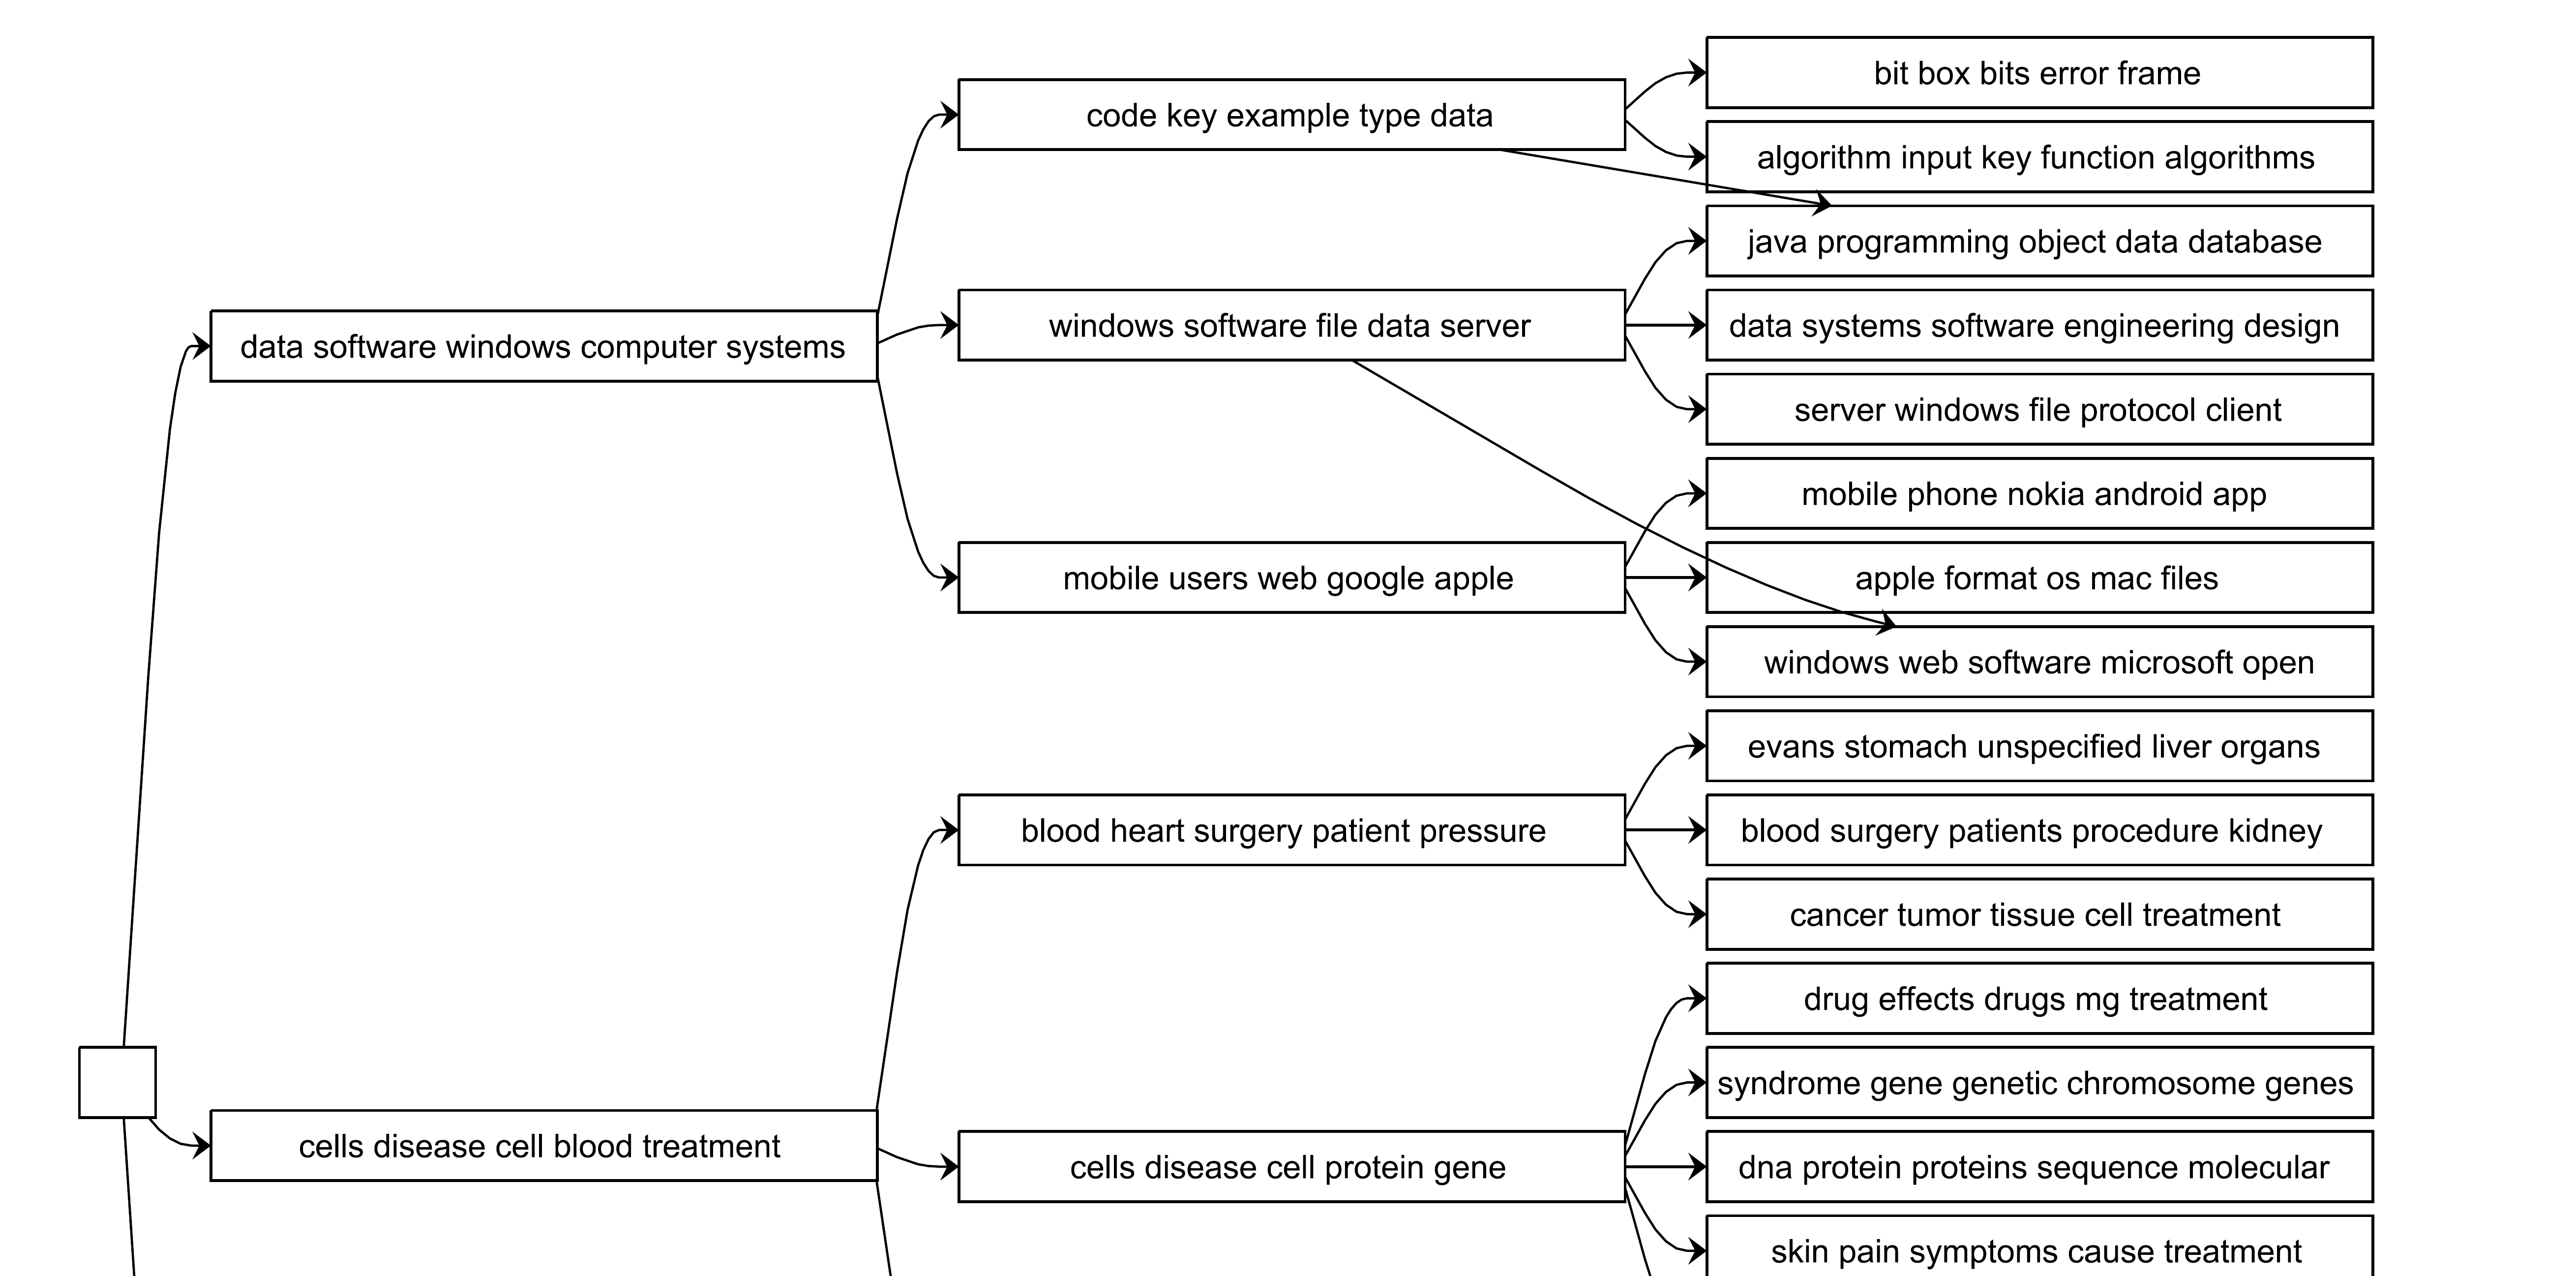 bit box bits error frame
code key example type data
algorithm input key function algorithms
java programming object data database
windows software file data server
data systems software engineering design
data software windows computer systems
server windows file protocol client
mobile phone nokia android app
mobile users web google apple
apple format os mac files
windows web software microsoft open
evans stomach unspecified liver organs
blood heart surgery patient pressure
blood surgery patients procedure kidney
cancer tumor tissue cell treatment
drug effects drugs mg treatment
syndrome gene genetic chromosome genes
cells disease cell blood treatment
cells disease cell protein gene
dna protein proteins sequence molecular
skin pain symptoms cause treatment